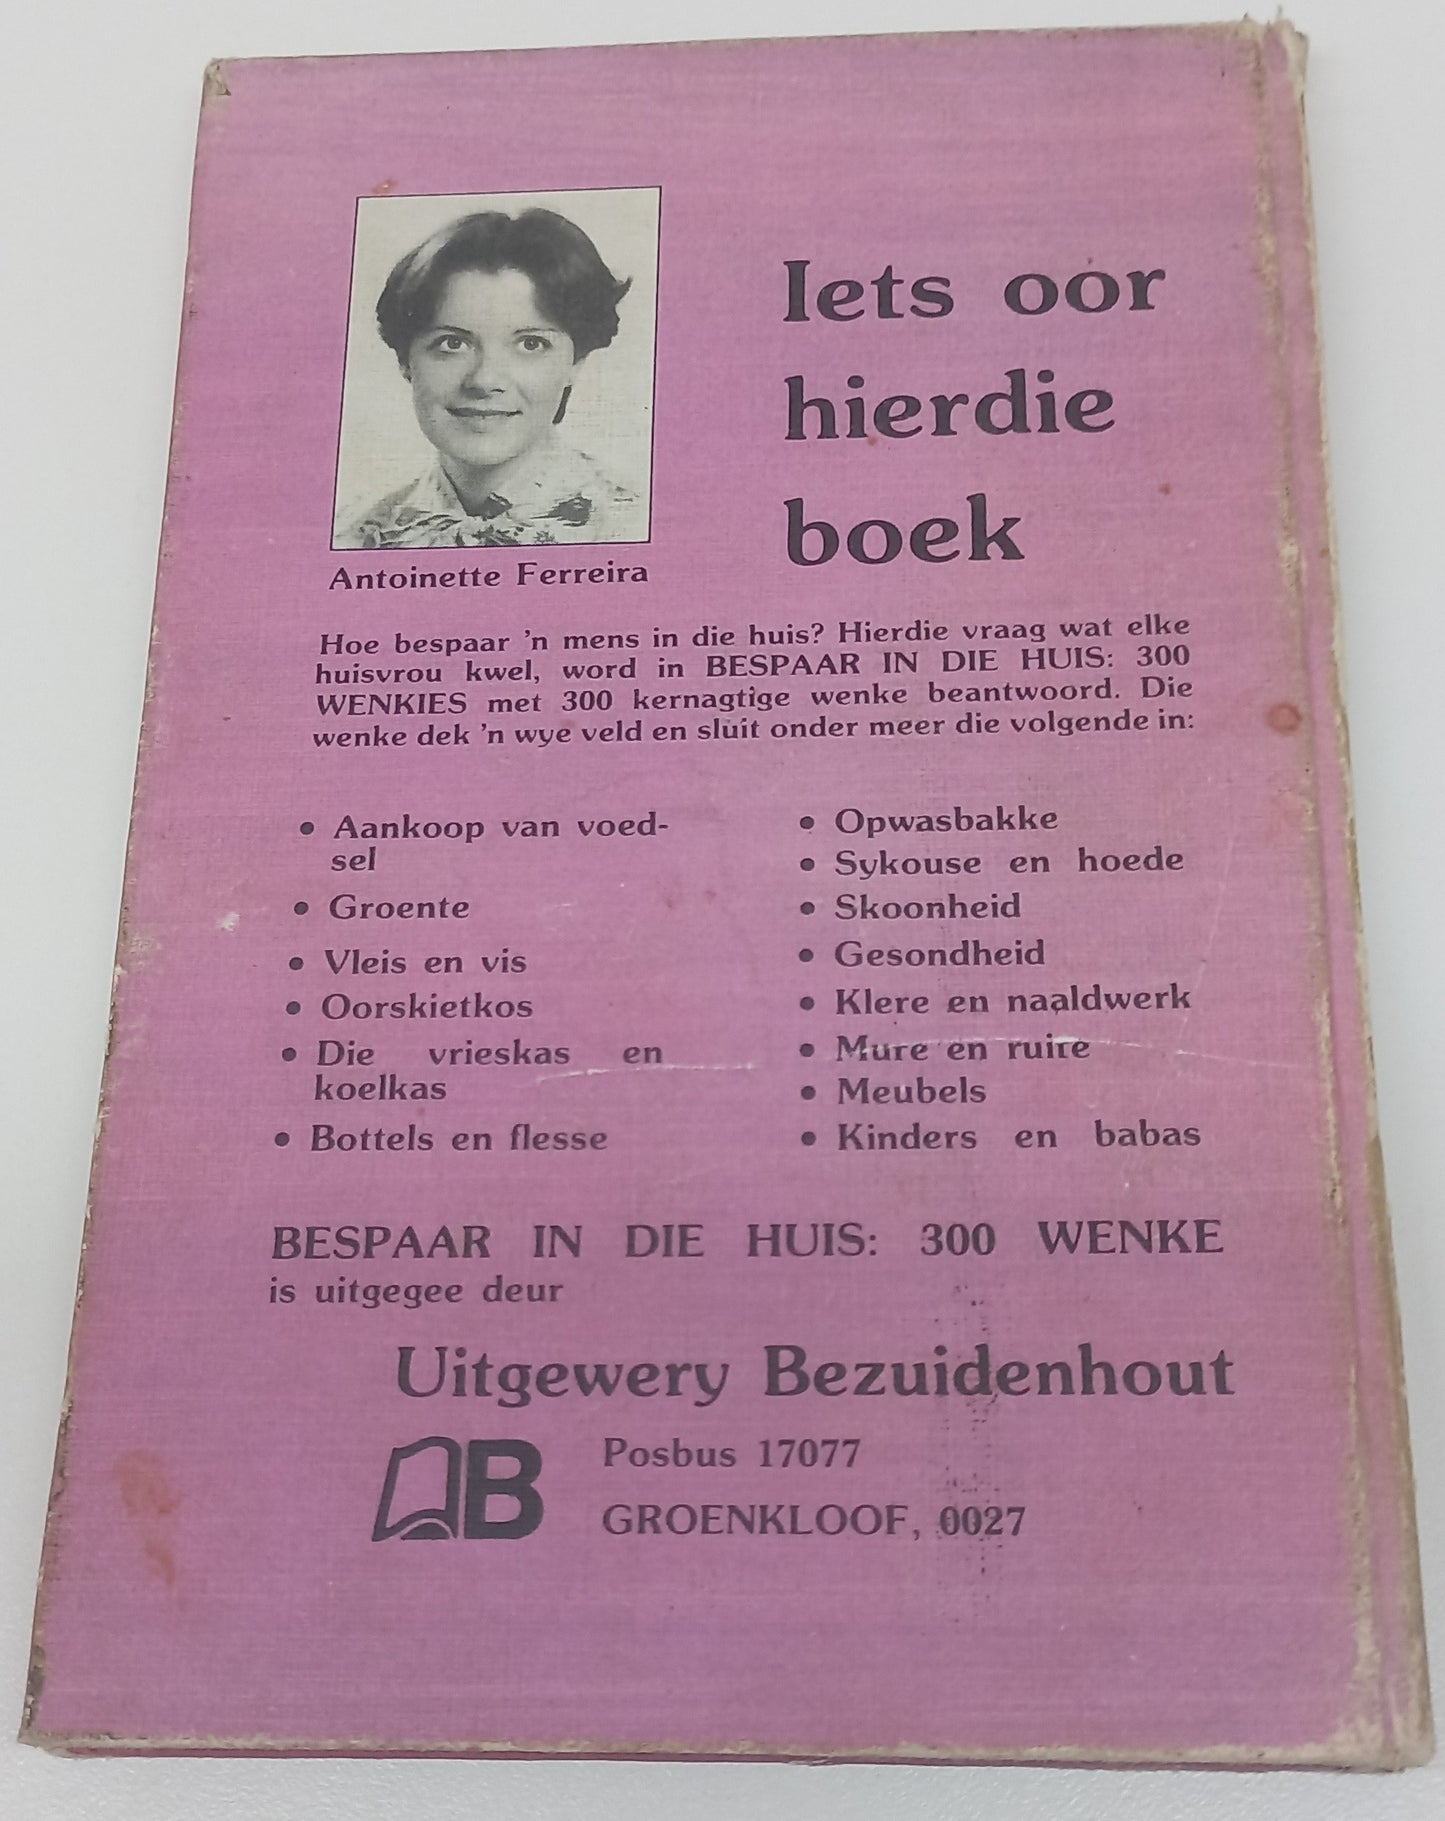 Iets oor
hierdie
boek
Antoinette Ferreira
Hoe bespaar 'n mens in die huis? Hierdie vraag wat elke
huisvrou kwel, word in BESPAAR IN DIE HUIS: 300
WENKIES met 300 kernagtige wenke beantwoord. Die
wenke dek 'n wye veld en sluit onder meer die volgende in:
• Aankoop van voed-
sel
• Groente
• Vleis en vis
• Oorskietkos
• Die vrieskas en
koelkas
• Bottels en flesse
• Opwasbakke
• Sykouse en hoede
• Skoonheid
• Gesondheid
• Klere en naaldwerk
• Mure en ruite
• Meubels
• Kinders en babas
BESPAAR IN DIE HUIS: 300 WENKE
is uitgegee deur
Uitgewery Bezuidenhout
B
Posbus 17077
GROENKLOOF, 0027